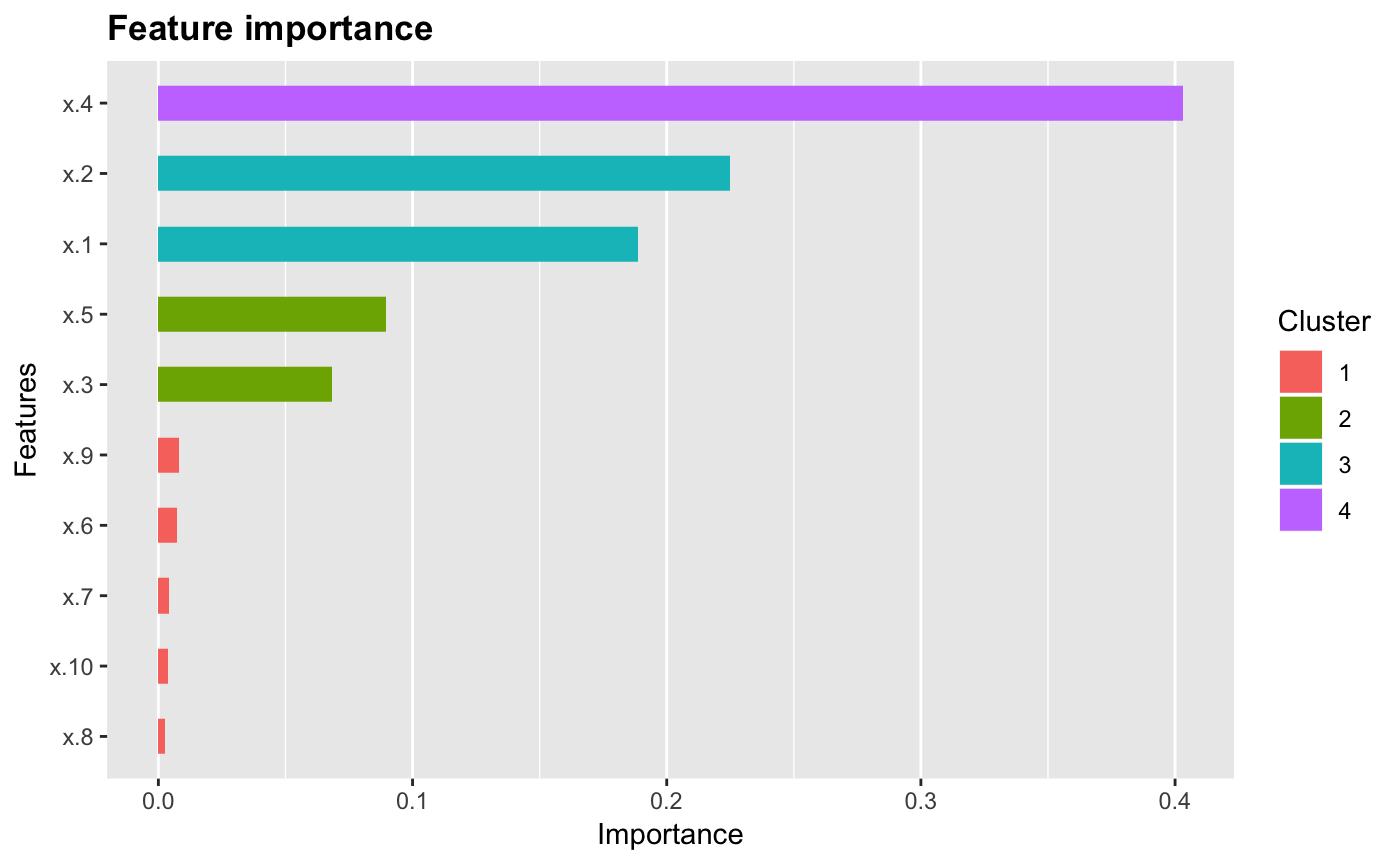 Feature importance
x.4
x.2
x.1
x.5
x.3
x.9
x.6
x.7
x.10
x.8
Features
0.0 0.1 0.2 0.3 0.4
Importance
Cluster
1
2
3
4